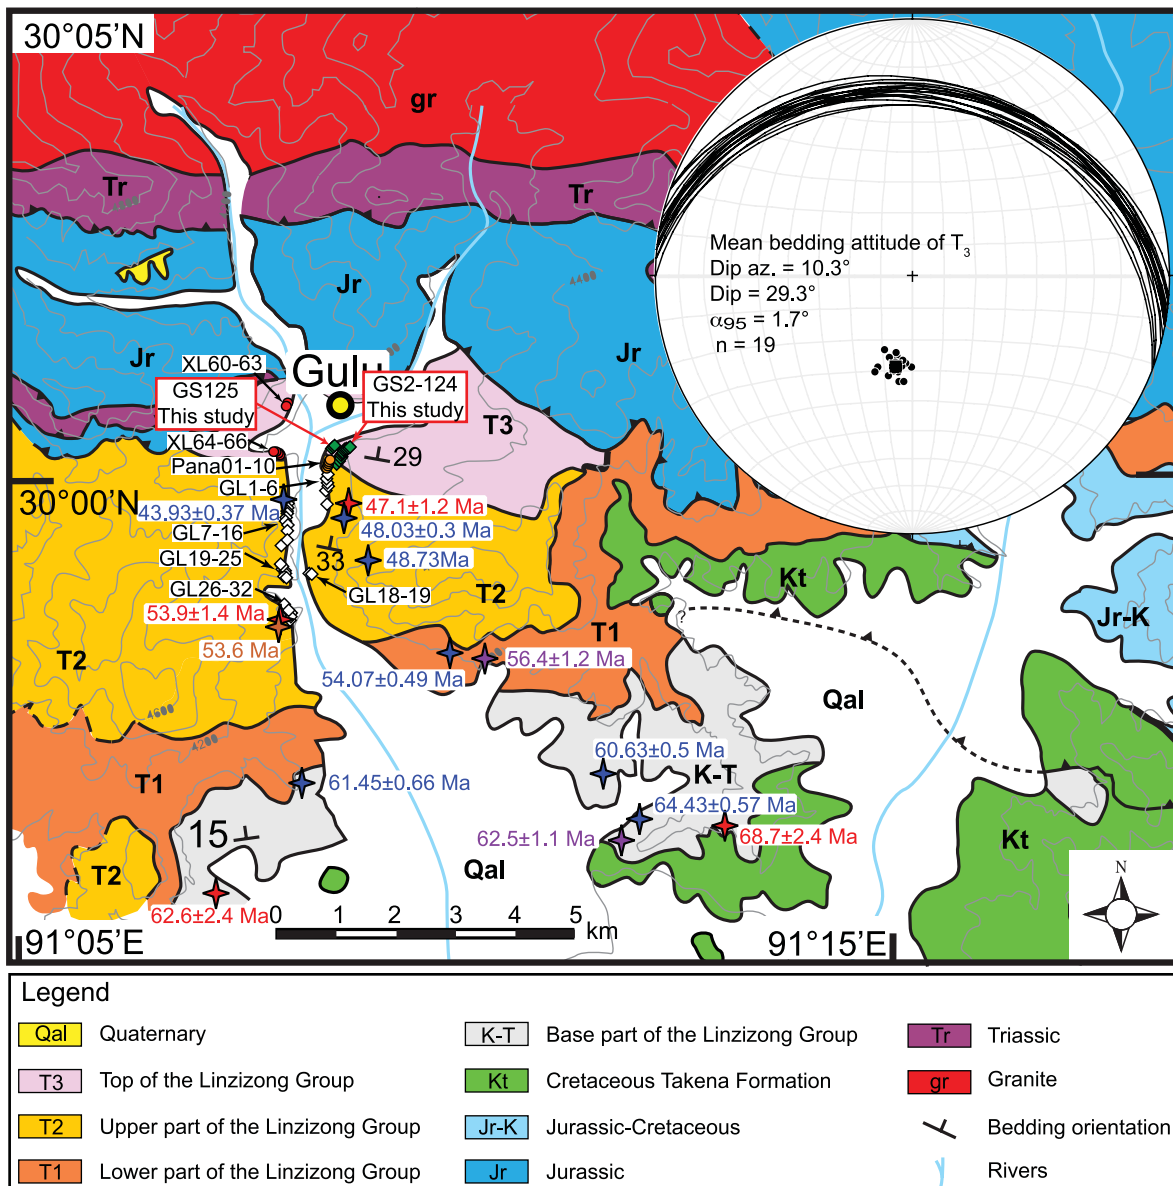 30°05'N
gr
Tr
Tr
4400
4400
Jr
Jr
Jr
Mean bedding attitude of T3
Dip az. = 10.3°
Dip = 29.3°
α95 = 1.7°
n = 19
XL60-63
Gulu
GS125
This study
GS2-124
This study
T3
XL64-66
Pana01-10
29
GL1-6
30°00'N
43.93±0.37 Ma
47.1±1.2 Ma
48.03±0.3 Ma
GL7-16
33
48.73Ma
GL19-25
GL26-32
GL18-19
T2
Kt
53.9±1.4 Ma
53.6 Ma
T2
T1
?
Jr-K
54.07±0.49 Ma
56.4±1.2 Ma
Qal
4600
4200
60.63±0.5 Ma
K-T
T1
61.45±0.66 Ma
64.43±0.57 Ma
15
62.5±1.1 Ma
68.7±2.4 Ma
Kt
T2
Qal
62.6±2.4 Ma
0 1 2 3 4 5
km
N
91°05'E
91°15'E
Legend
Qal Quaternary
T3 Top of the Linzizong Group
T2 Upper part of the Linzizong Group
T1 Lower part of the Linzizong Group
K-T Base part of the Linzizong Group
Kt Cretaceous Takena Formation
Jr-K Jurassic-Cretaceous
Jr Jurassic
Tr Triassic
gr Granite
Bedding orientation
Rivers